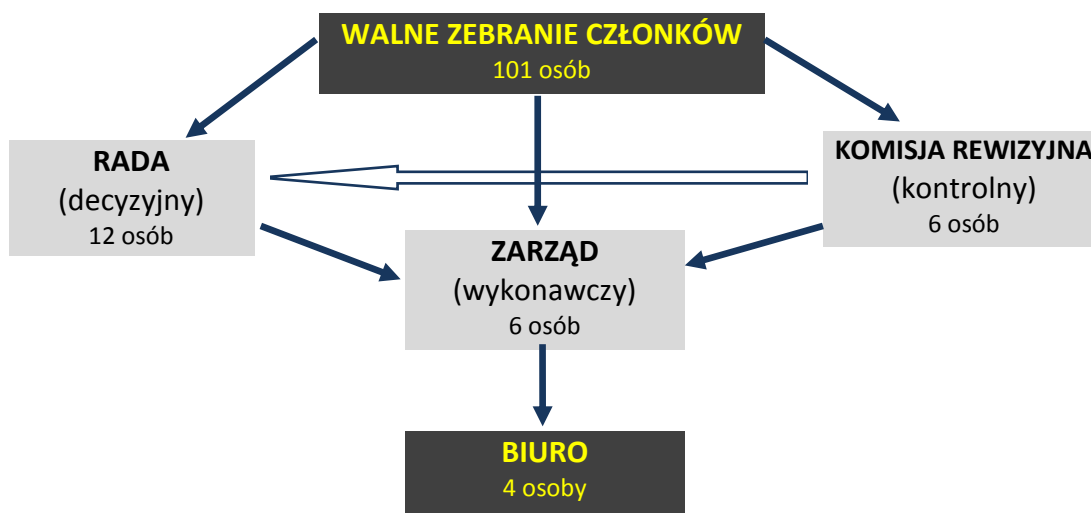 WALNE ZEBRANIE CZŁONKÓW
101 osób
RADA
(decyzyjny)
12 osób
KOMISJA REWIZYJNA
(kontrolny)
6 osób
ZARZĄD
(wykonawczy)
6 osób
BIURO
4 osoby